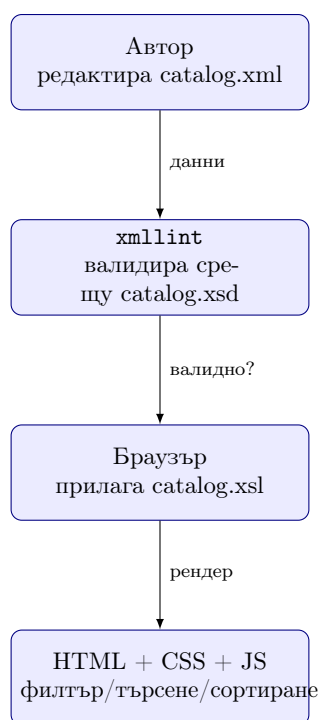 Автор
редактира catalog.xml
данни
xmllint
валидира сре-
щу catalog.xsd
валидно?
Браузър
прилага catalog.xsl
рендер
HTML + CSS + JS
филтър/търсене/сортиране